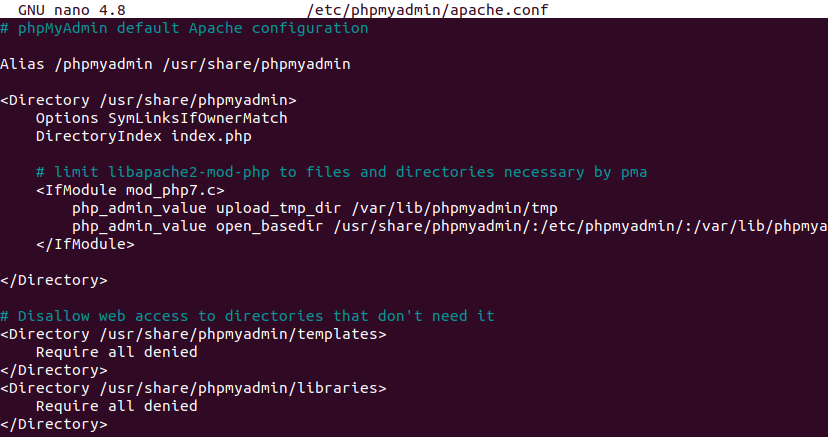 GNU nano 4.8 /etc/phpmyadmin/apache.conf
# phpMyAdmin default Apache configuration
Alias /phpmyadmin /usr/share/phpmyadmin
<Directory /usr/share/phpmyadmin>
Options SymLinksIfOwnerMatch
DirectoryIndex index.php
# limit libapache2-mod-php to files and directories necessary by pma
<IfModule mod_php7.c>
php_admin_value upload_tmp_dir /var/lib/phpmyadmin/tmp
php_admin_value open_basedir /usr/share/phpmyadmin/:/etc/phpmyadmin/:/var/lib/phpmya
</IfModule>
</Directory>
# Disallow web access to directories that don't need it
<Directory /usr/share/phpmyadmin/templates>
Require all denied
</Directory>
<Directory /usr/share/phpmyadmin/libraries>
Require all denied
</Directory>